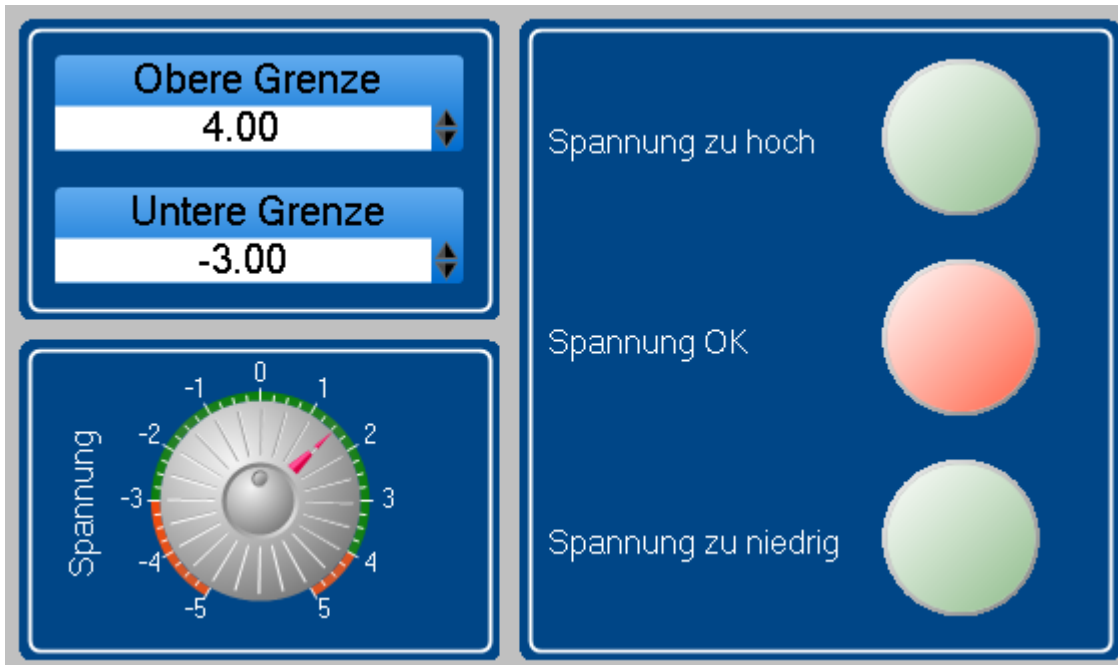 Obere Grenze
4.00
Untere Grenze
-3.00
Spannung
-5
-4
-3
-2
-1
0
1
2
3
4
5
Spannung zu hoch
Spannung OK
Spannung zu niedrig